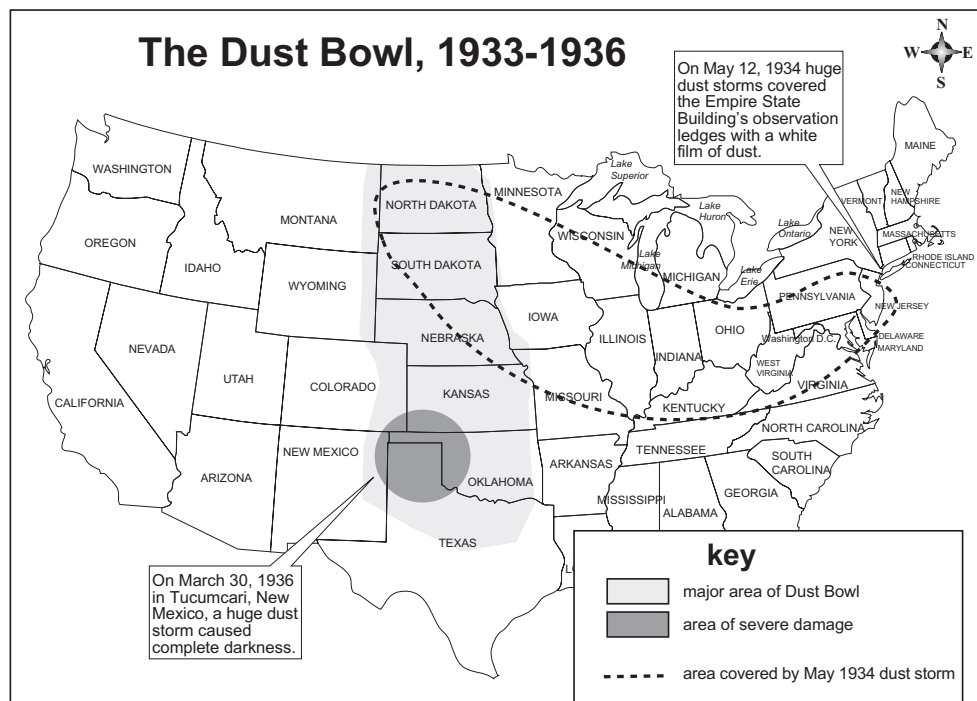 The Dust Bowl, 1933-1936
N
W
E
S
On May 12, 1934 huge
dust storms covered
the Empire State
Building's observation
ledges with a white
film of dust.
WASHINGTON
OREGON
IDAHO
MONTANA
WYOMING
NEVADA
UTAH
CALIFORNIA
COLORADO
ARIZONA
NEW MEXICO
NORTH DAKOTA
SOUTH DAKOTA
NEBRASKA
KANSAS
OKLAHOMA
TEXAS
MINNESOTA
IOWA
MISSOURI
ARKANSAS
WISCONSIN
ILLINOIS
INDIANA
MICHIGAN
OHIO
KENTUCKY
TENNESSEE
MISSISSIPPI
ALABAMA
GEORGIA
SOUTH
CAROLINA
NORTH CAROLINA
VIRGINIA
WEST
VIRGINIA
Washington D.C.
PENNSYLVANIA
NEW
YORK
VERMONT
NEW
HAMPSHIRE
MAINE
MASSACHUSETTS
RHODE ISLAND
CONNECTICUT
NEW JERSEY
DELAWARE
MARYLAND
Lake
Superior
Lake
Michigan
Lake
Huron
Lake
Erie
Lake
Ontario
On March 30, 1936
in Tucumcari, New
Mexico, a huge dust
storm caused
complete darkness.
key
major area of Dust Bowl
area of severe damage
area covered by May 1934 dust storm